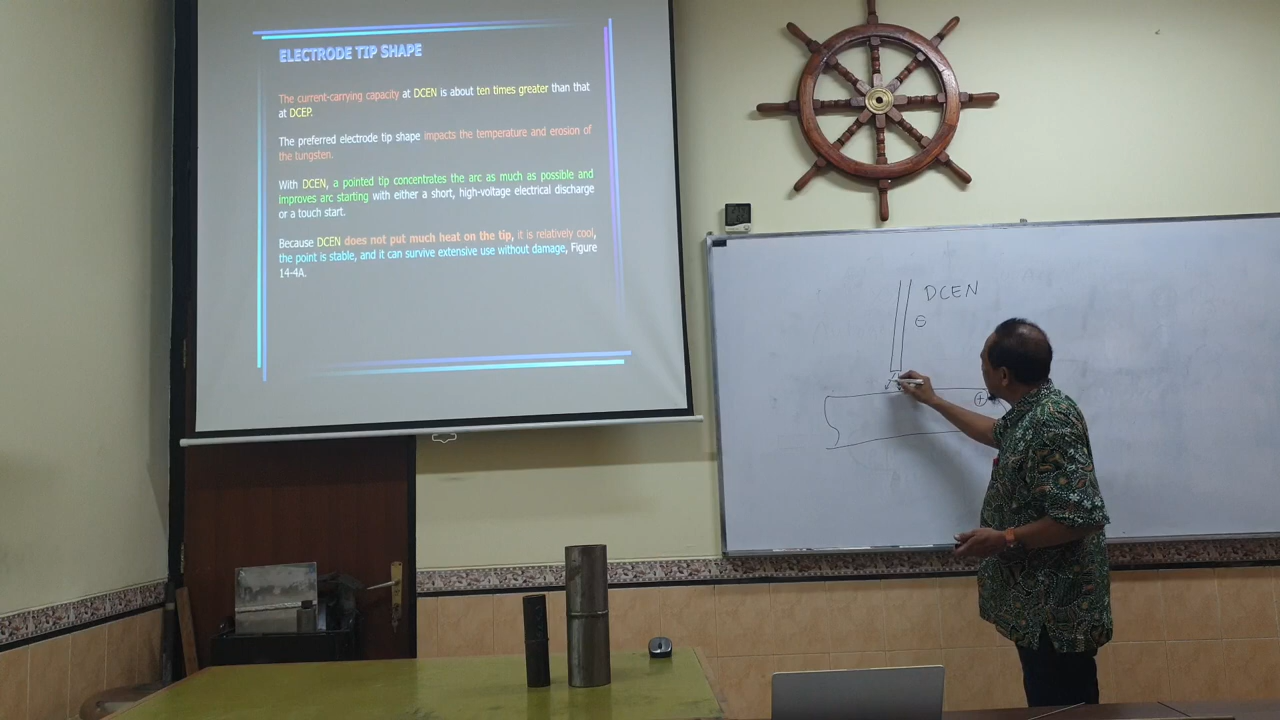 ELECTRODE TIP SHAPE
The current-carrying capacity at DCEN is about ten times greater than that
at DCEP.
The preferred electrode tip shape impacts the temperature and erosion of
the tungsten.
With DCEN, a pointed tip concentrates the arc as much as possible and
improves arc starting with either a short, high-voltage electrical discharge
or a touch start.
Because DCEN does not put much heat on the tip, it is relatively cool,
the point is stable, and it can survive extensive use without damage, Figure
14-4A.
DCEN
⊖
⊕